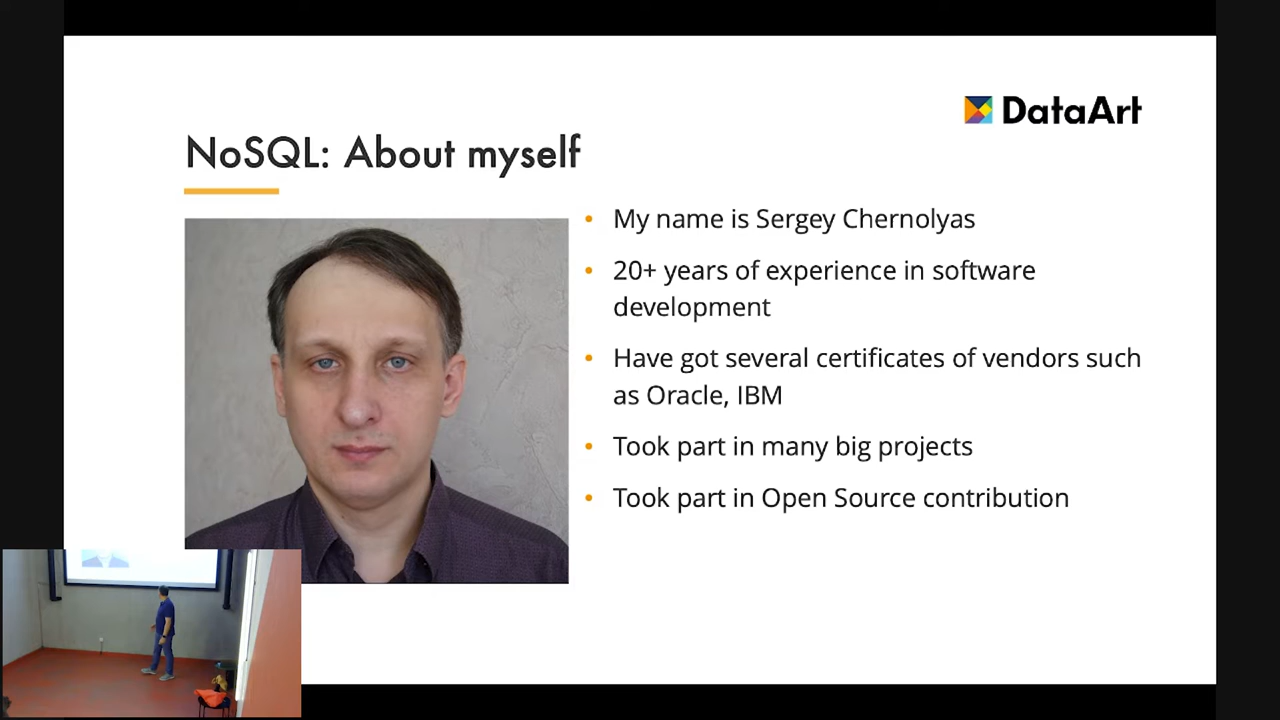 DataArt
NoSQL: About myself
• My name is Sergey Chernolyas
• 20+ years of experience in software
development
• Have got several certificates of vendors such
as Oracle, IBM
• Took part in many big projects
• Took part in Open Source contribution